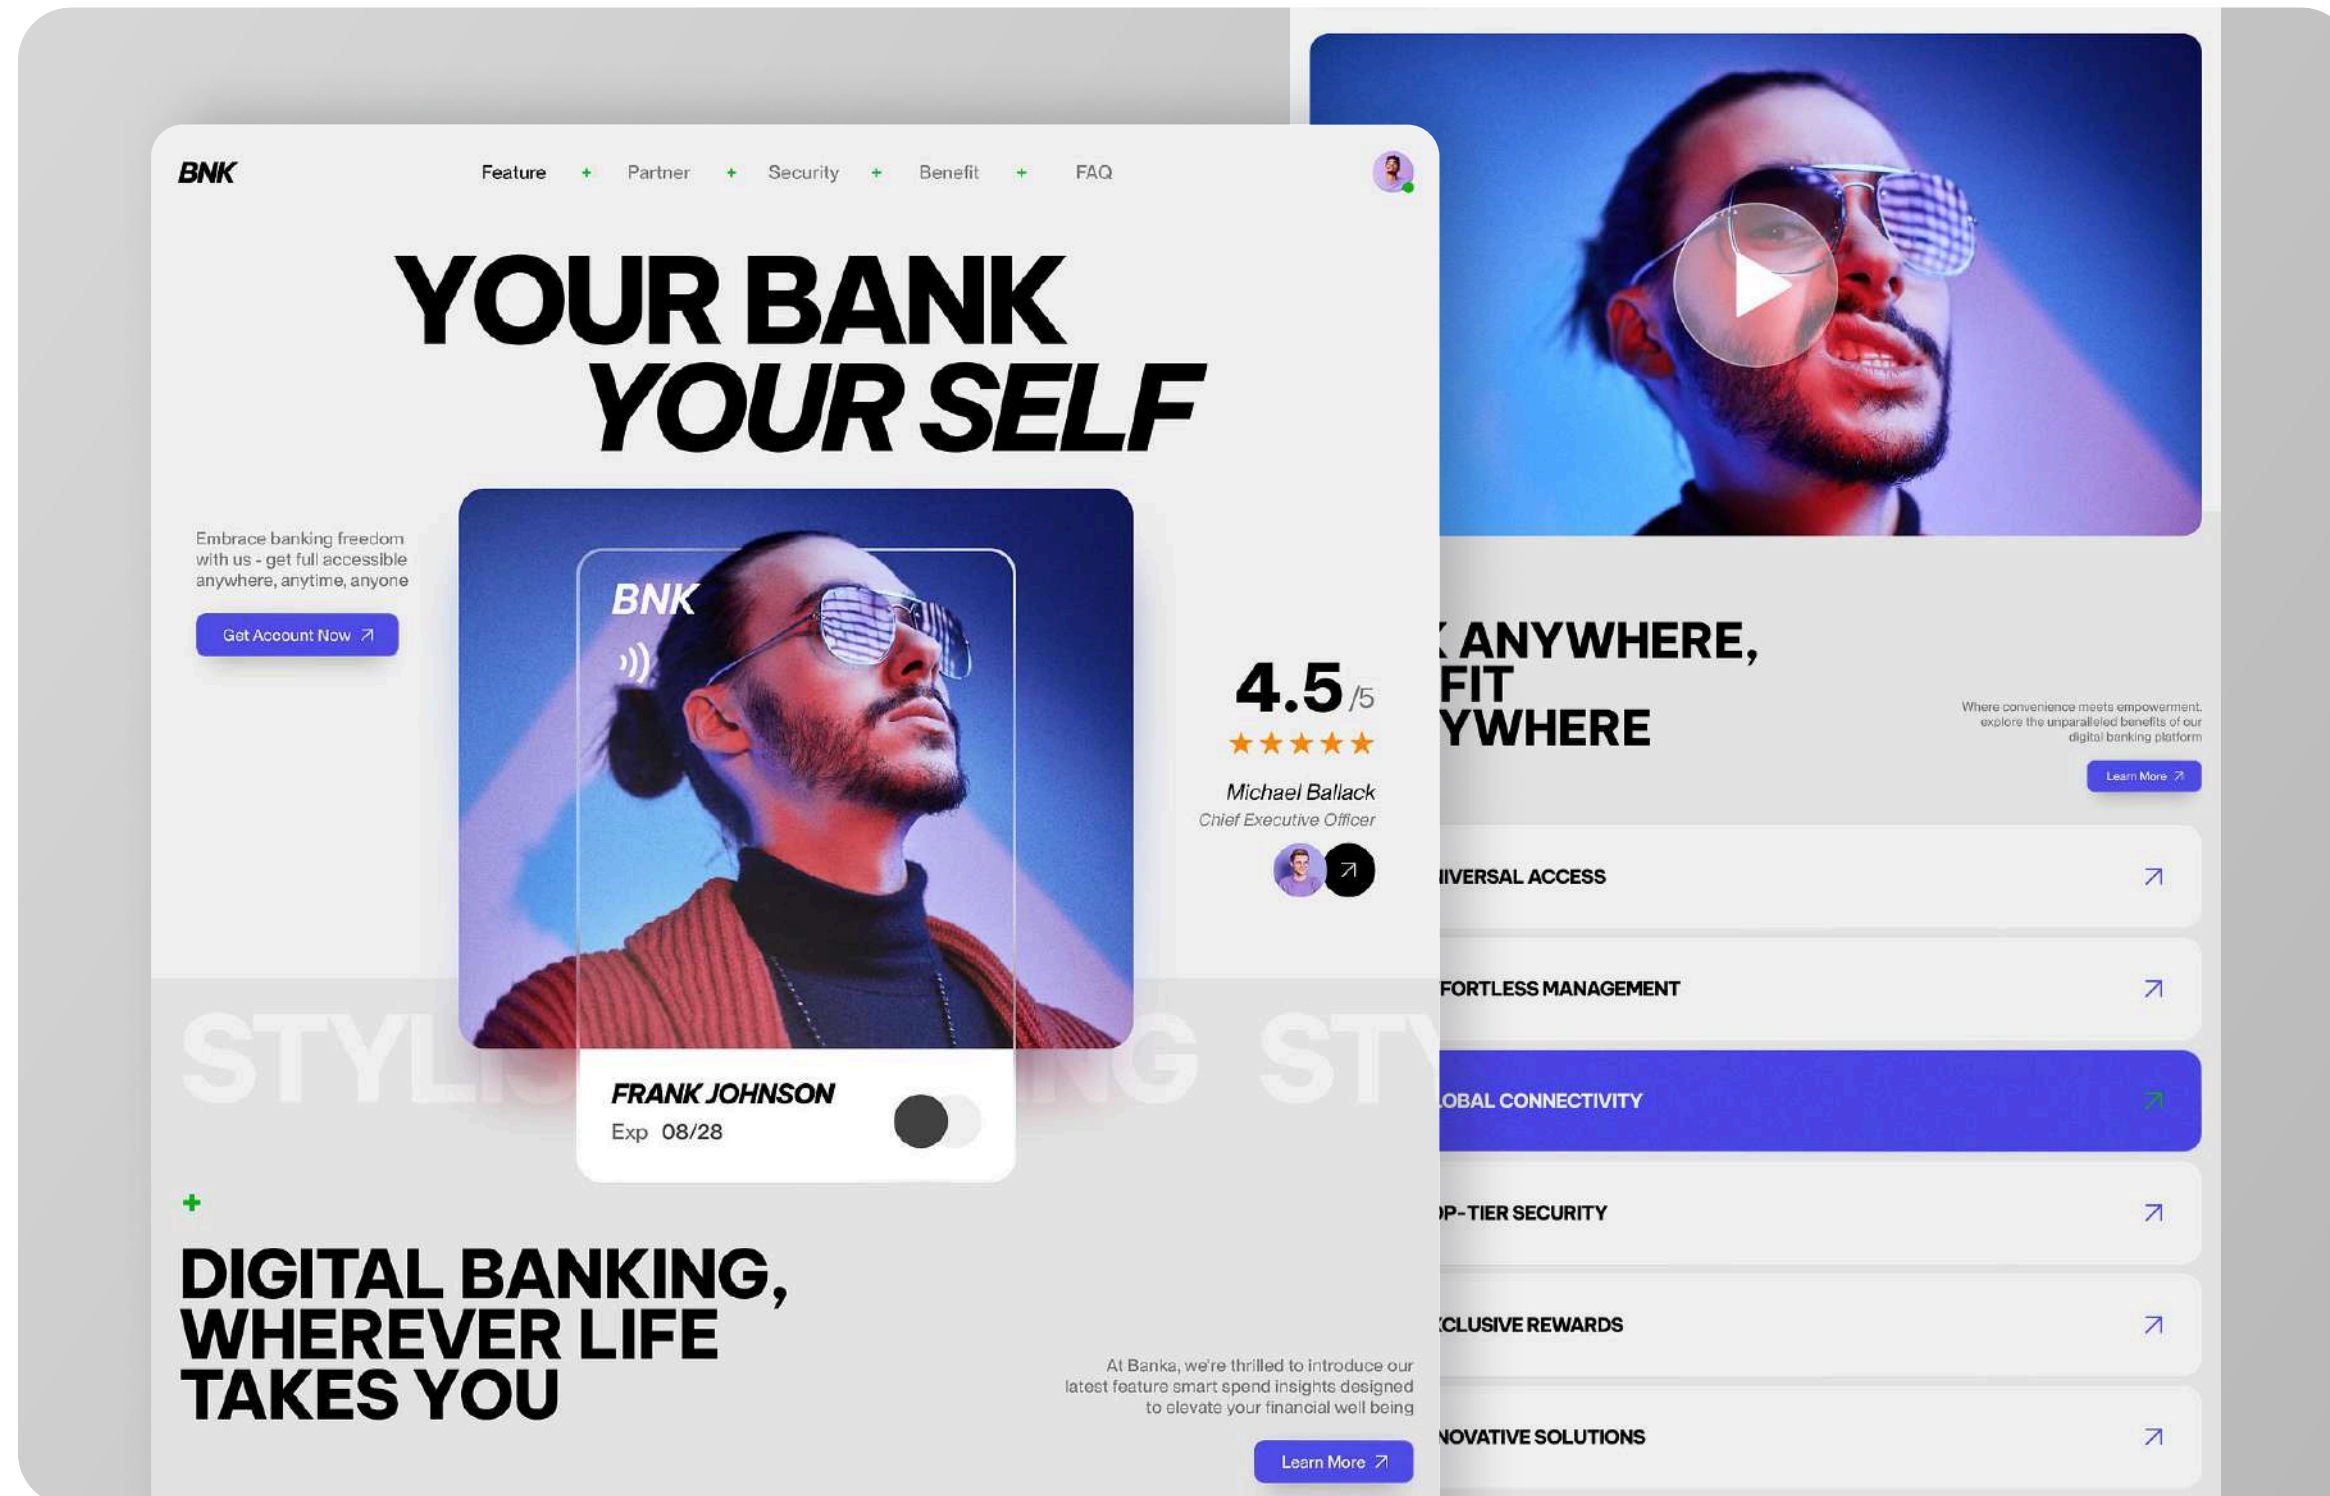 BNK
Feature + Partner + Security + Benefit + FAQ
YOUR BANK
YOUR SELF
Embrace banking freedom
with us - get full accessible
anywhere, anytime, anyone
Get Account Now
BNK
4.5 /5
Michael Ballack
Chief Executive Officer
FRANK JOHNSON
Exp 08/28
+
DIGITAL BANKING,
WHEREVER LIFE
TAKES YOU
At Banka, we're thrilled to introduce our
latest feature smart spend insights designed
to elevate your financial well being
Learn More
ANYWHERE,
FIT
YWHERE
Where convenience meets empowerment.
explore the unparalleled benefits of our
digital banking platform
Learn More
IVERSAL ACCESS
FORTLESS MANAGEMENT
OBAL CONNECTIVITY
P-TIER SECURITY
CLUSIVE REWARDS
NOVATIVE SOLUTIONS